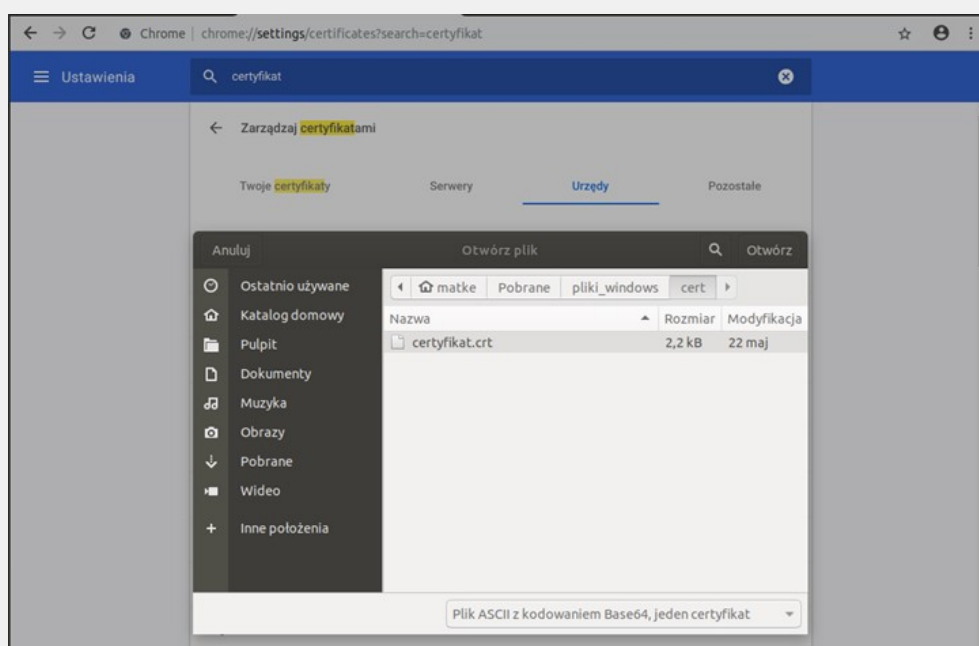 Chrome | chrome://settings/certificates?search=certyfikat
Ustawienia
certyfikat
Zarządzaj certyfikatami
Twoje certyfikaty Serwery Urzędy Pozostałe
Anuluj Otwórz plik Otwórz
Ostatnio używane
Katalog domowy
Pulpit
Dokumenty
Muzyka
Obrazy
Pobrane
Wideo
Inne położenia
matke Pobrane pliki_windows cert
Nazwa Rozmiar Modyfikacja
certyfikat.crt 2,2 kB 22 maj
Plik ASCII z kodowaniem Base64, jeden certyfikat